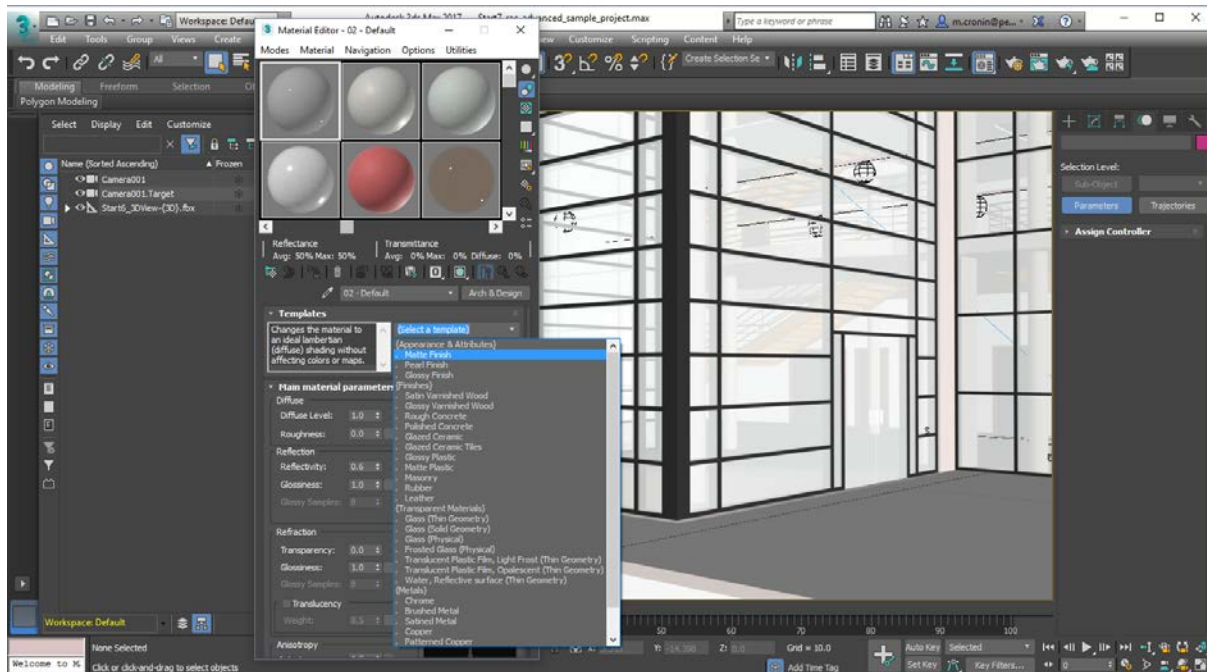 Workspace: Defau
Autodesk 3ds Max 2017
advanced_sample_project.max
Type a keyword or phrase
m.cronin@pe...
Edit Tools Group Views Create
Customize Scripting Content Help
All
Create Selection Se
Modeling Freeform Selection
Polygon Modeling
Select Display Edit Customize
Name (Sorted Ascending) ▲ Frozen
Camera001
Camera001.Target
Start6_3DView-{3D}.fbx
Workspace: Default
Material Editor - 02 - Default
Modes Material Navigation Options Utilities
Reflectance
Avg: 50% Max: 50%
Transmittance
Avg: 0% Max: 0% Diffuse: 0%
02 - Default
Arch & Design
Templates
Changes the material to
an ideal lambertian
(diffuse) shading without
affecting colors or maps.
(Select a template)
(Appearance & Attributes)
Matte Finish
Pearl Finish
Glossy Finish
(Finishes)
Satin Varnished Wood
Glossy Varnished Wood
Rough Concrete
Polished Concrete
Glazed Ceramic
Glazed Ceramic Tiles
Glossy Plastic
Matte Plastic
Masonry
Rubber
Leather
(Transparent Materials)
Glass (Thin Geometry)
Glass (Solid Geometry)
Glass (Physical)
Frosted Glass (Physical)
Translucent Plastic Film, Light Frost (Thin Geometry)
Translucent Plastic Film, Opalescent (Thin Geometry)
Water, Reflective surface (Thin Geometry)
(Metals)
Chrome
Brushed Metal
Satined Metal
Copper
Patterned Copper
Main material parameters
Diffuse
Diffuse Level: 1.0
Roughness: 0.0
Reflection
Reflectivity: 0.6
Glossiness: 1.0
Glossy Samples: 8
Refraction
Transparency: 0.0
Glossiness: 1.0
Glossy Samples: 8
Translucency
Weight: 0.5
Anisotropy
Selection Level:
Sub-Object
Parameters Trajectories
Assign Controller
50 60 70 80 90 100
None Selected
Welcome to M
Click or click-and-drag to select objects
X:
Y: -14.398
Z: 0.0
Grid = 10.0
Add Time Tag
Auto Key Selected
Set Key Key Filters...
0